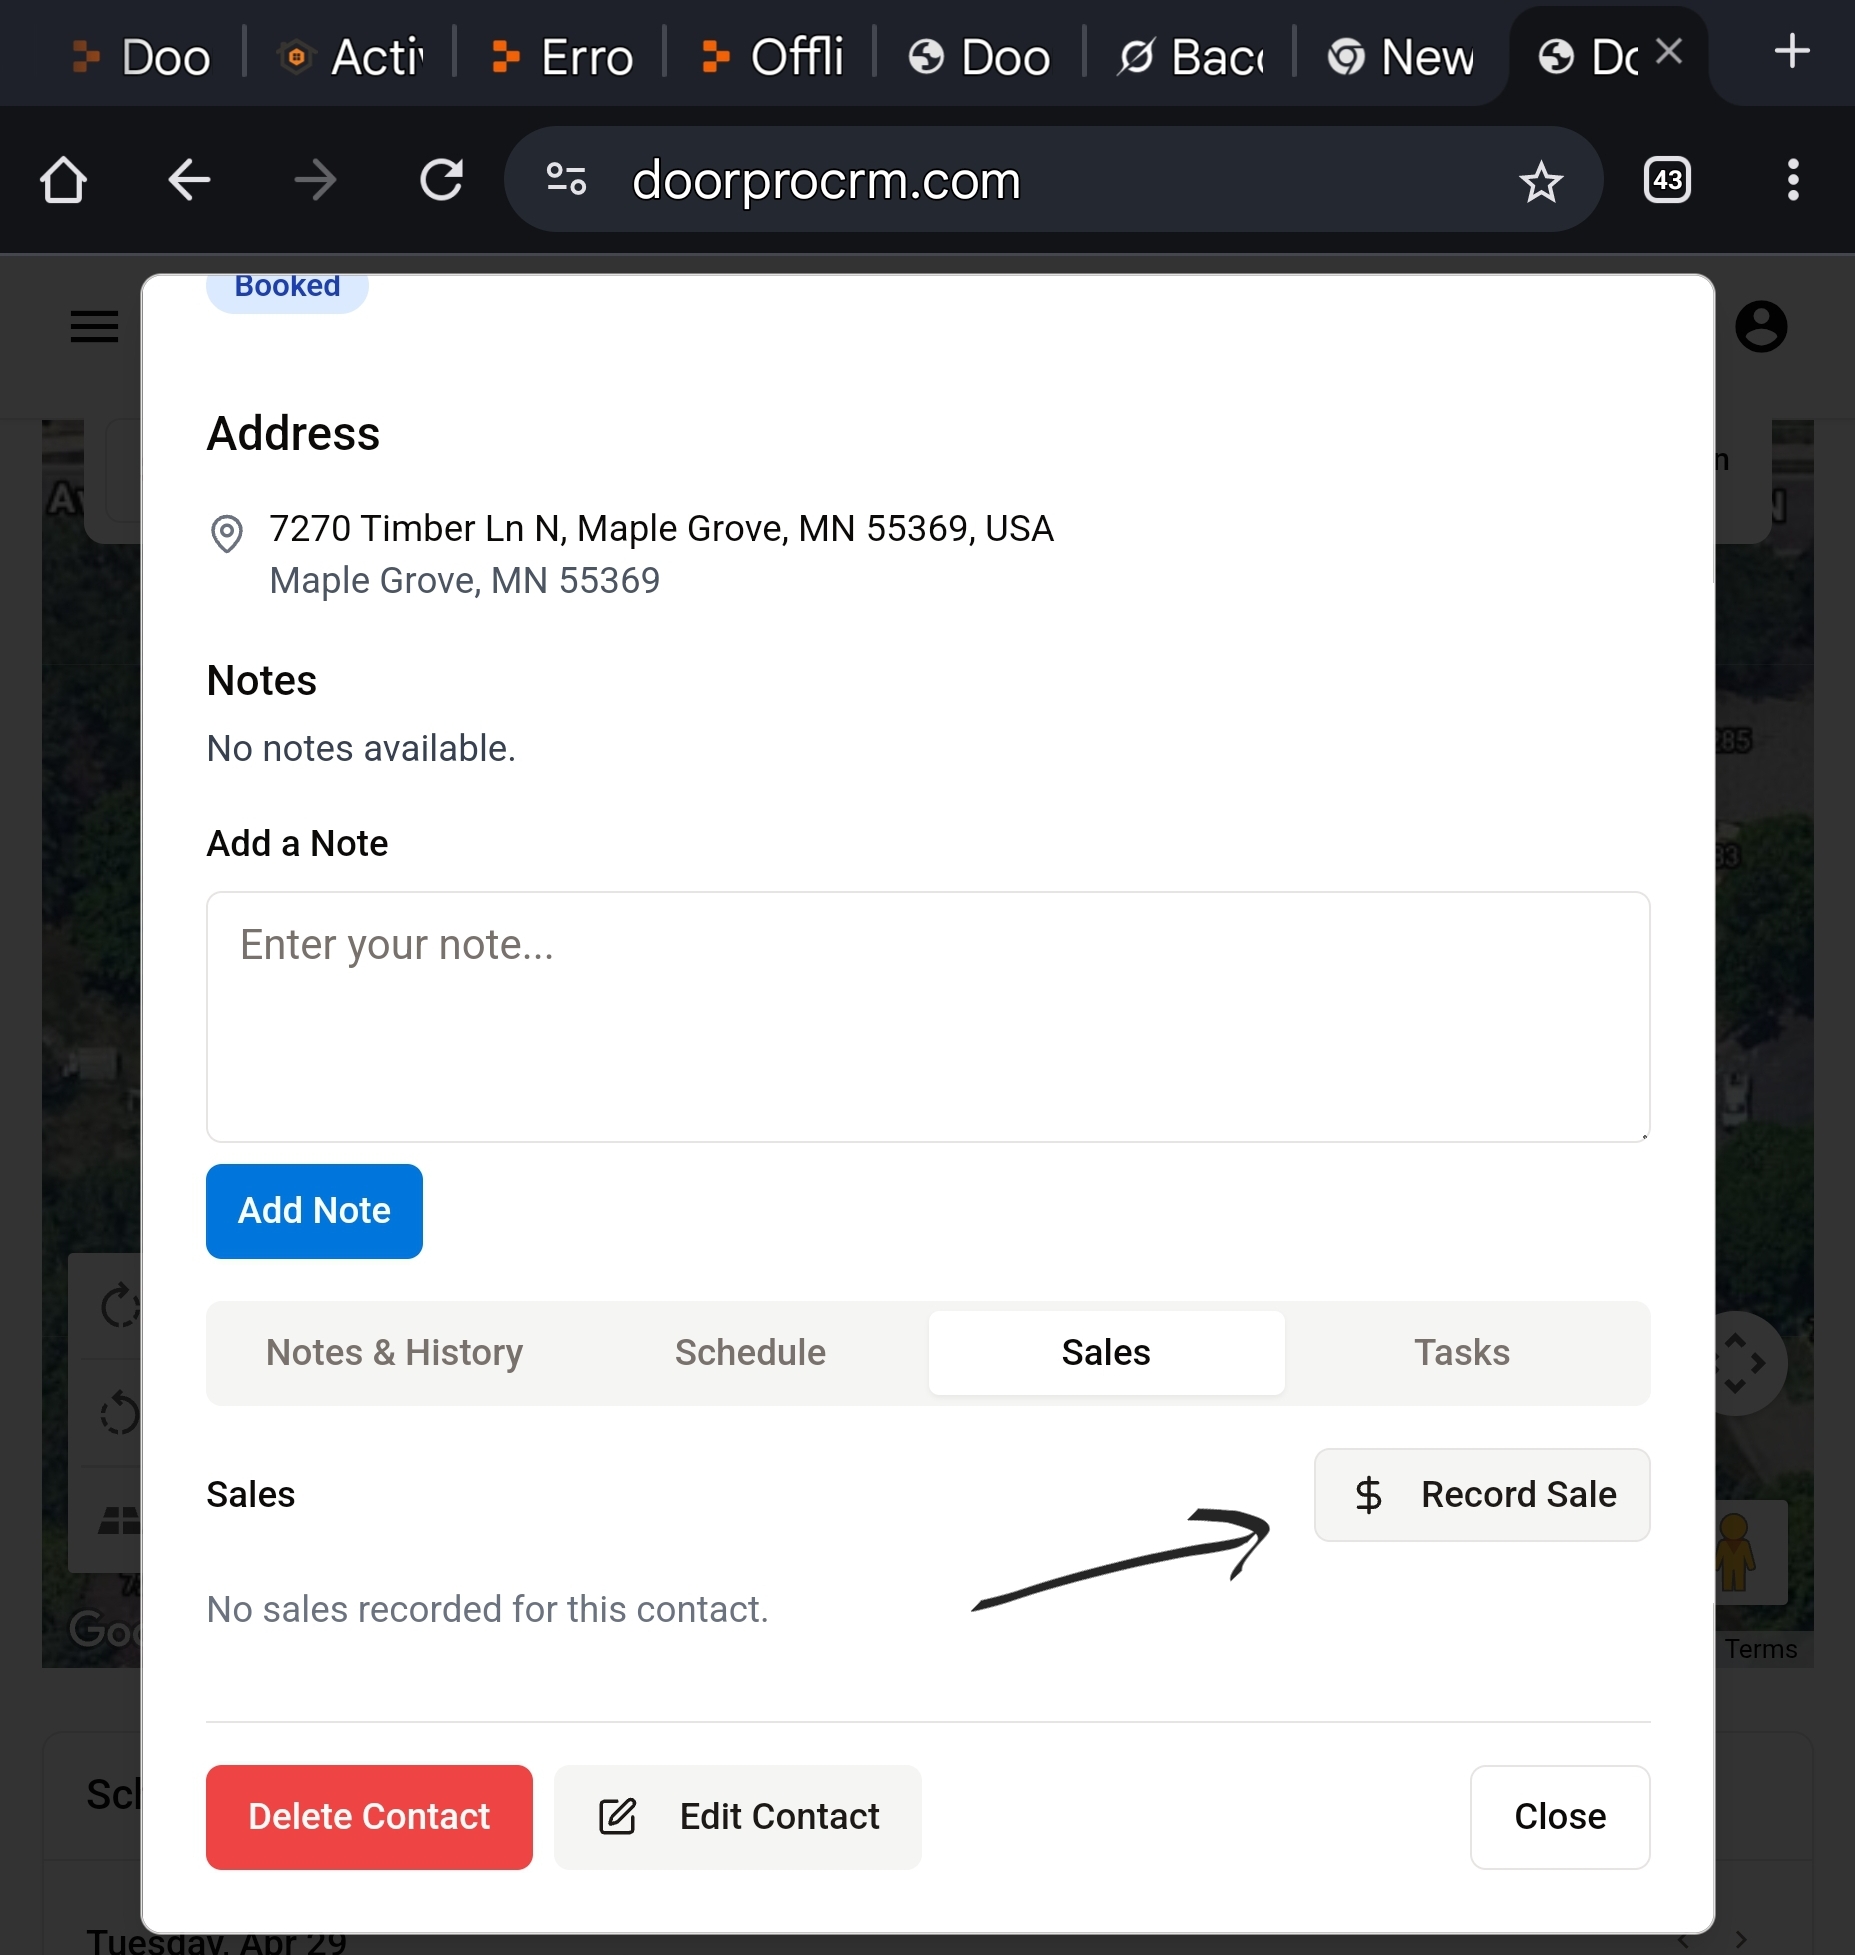 Doo
Acti
Erro
Offli
Doo
Bac
New
Do
doorprocrm.com
43
Booked
Address
7270 Timber Ln N, Maple Grove, MN 55369, USA
Maple Grove, MN 55369
Notes
No notes available.
Add a Note
Enter your note...
Add Note
Notes & History
Schedule
Sales
Tasks
Sales
$ Record Sale
No sales recorded for this contact.
Goo
Terms
Delete Contact
Edit Contact
Close
Tuesday, Apr 29